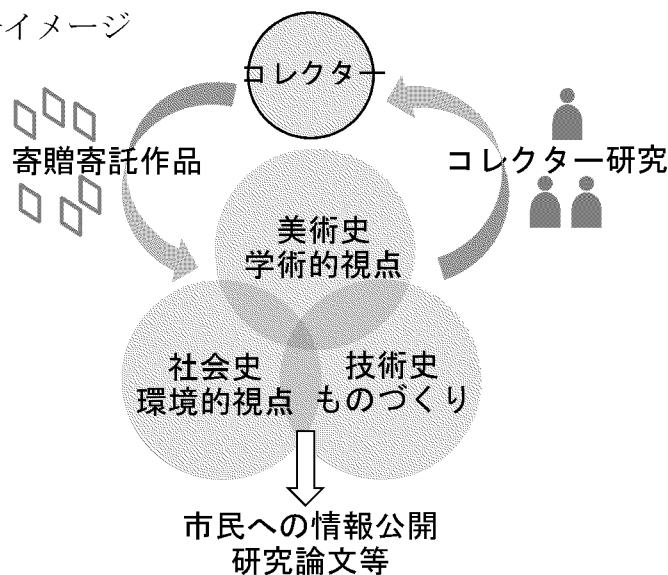 イメージ
コレクター
寄贈寄託作品
コレクター研究
美術史
学術的視点
社会史
環境的視点
技術史
ものづくり
市民への情報公開
研究論文等